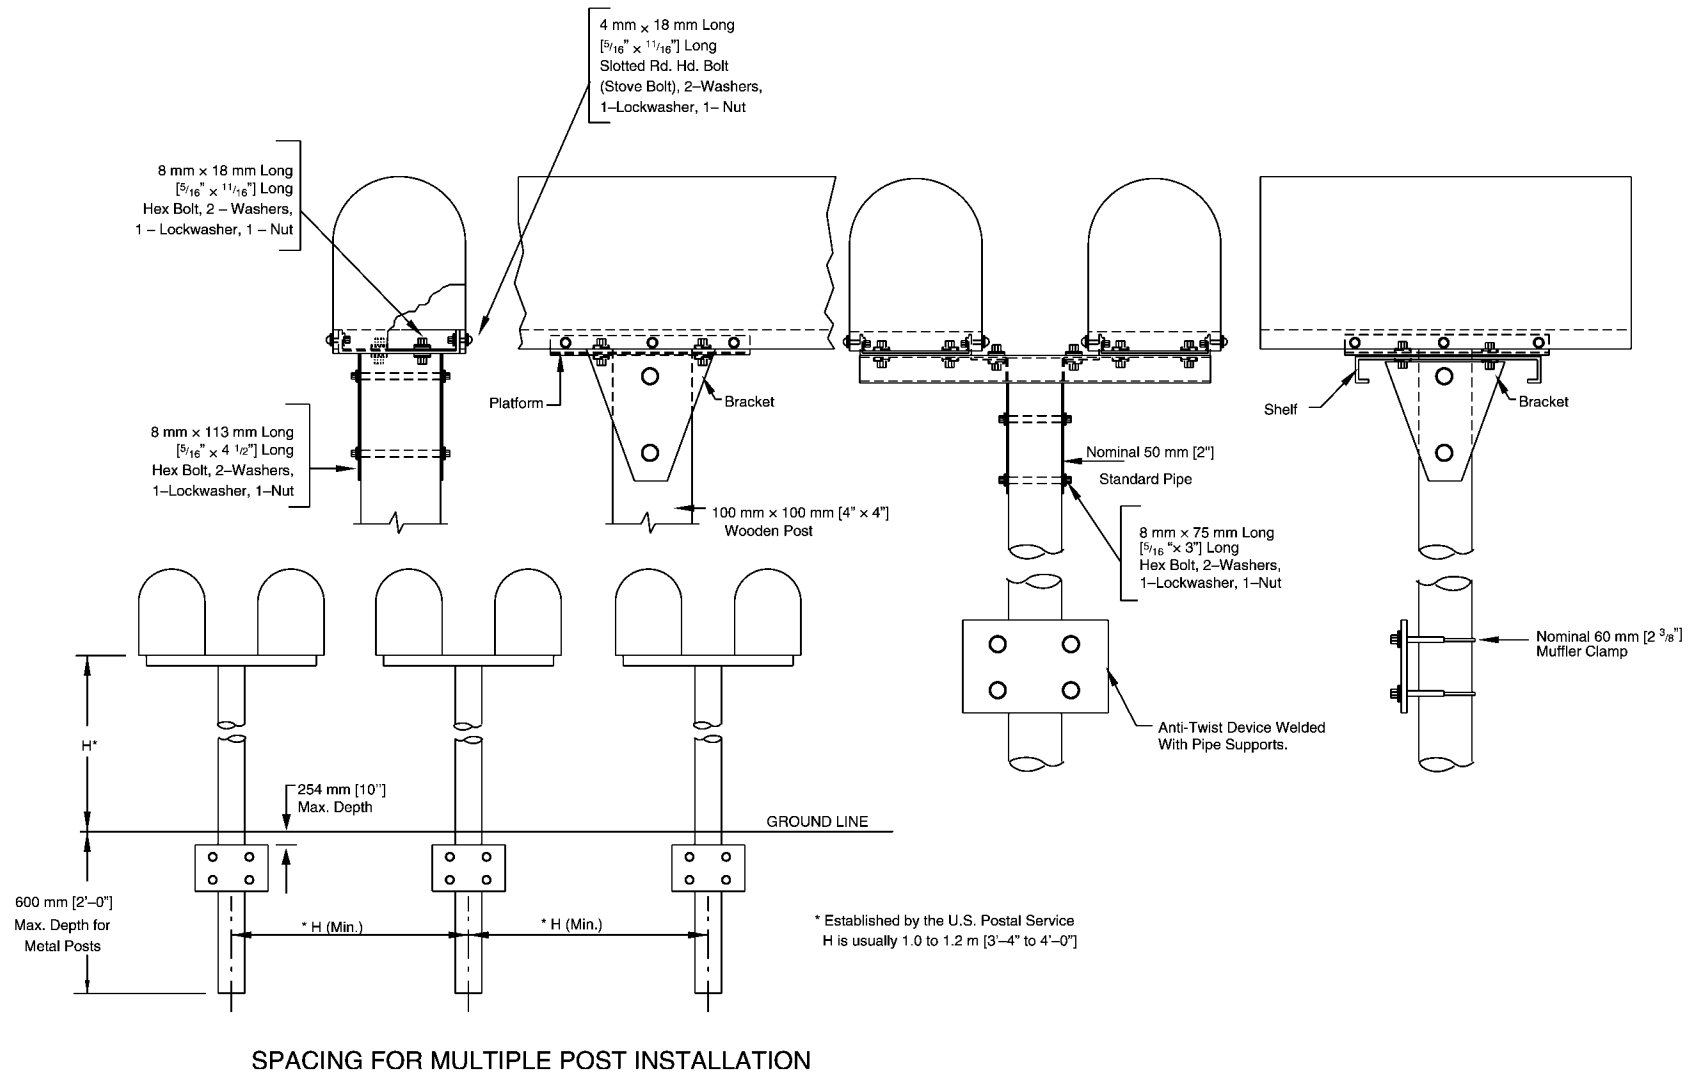 4 mm × 18 mm Long
[5/16" × 11/16"] Long
Slotted Rd. Hd. Bolt
(Stove Bolt), 2–Washers,
1–Lockwasher, 1– Nut
8 mm × 18 mm Long
[5/16" × 11/16"] Long
Hex Bolt, 2 – Washers,
1 – Lockwasher, 1 – Nut
Platform
Bracket
Shelf
Bracket
8 mm × 113 mm Long
[5/16" × 4 1/2"] Long
Hex Bolt, 2–Washers,
1–Lockwasher, 1–Nut
Nominal 50 mm [2"]
Standard Pipe
100 mm × 100 mm [4" × 4"]
Wooden Post
8 mm × 75 mm Long
[5/16 "× 3"] Long
Hex Bolt, 2–Washers,
1–Lockwasher, 1–Nut
Nominal 60 mm [2 3/8"]
Muffler Clamp
Anti-Twist Device Welded
With Pipe Supports.
H*
254 mm [10"]
Max. Depth
GROUND LINE
600 mm [2'–0"]
Max. Depth for
Metal Posts
* H (Min.)
* H (Min.)
* Established by the U.S. Postal Service
H is usually 1.0 to 1.2 m [3'–4" to 4'–0"]
SPACING FOR MULTIPLE POST INSTALLATION